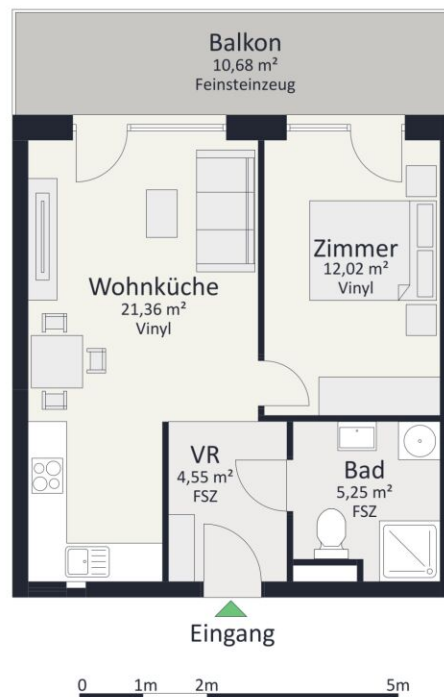 Balkon
10,68 m²
Feinsteinzeug
Zimmer
12,02 m²
Vinyl
Wohnküche
21,36 m²
Vinyl
VR
4,55 m²
FSZ
Bad
5,25 m²
FSZ
Eingang
0 1m 2m 5m